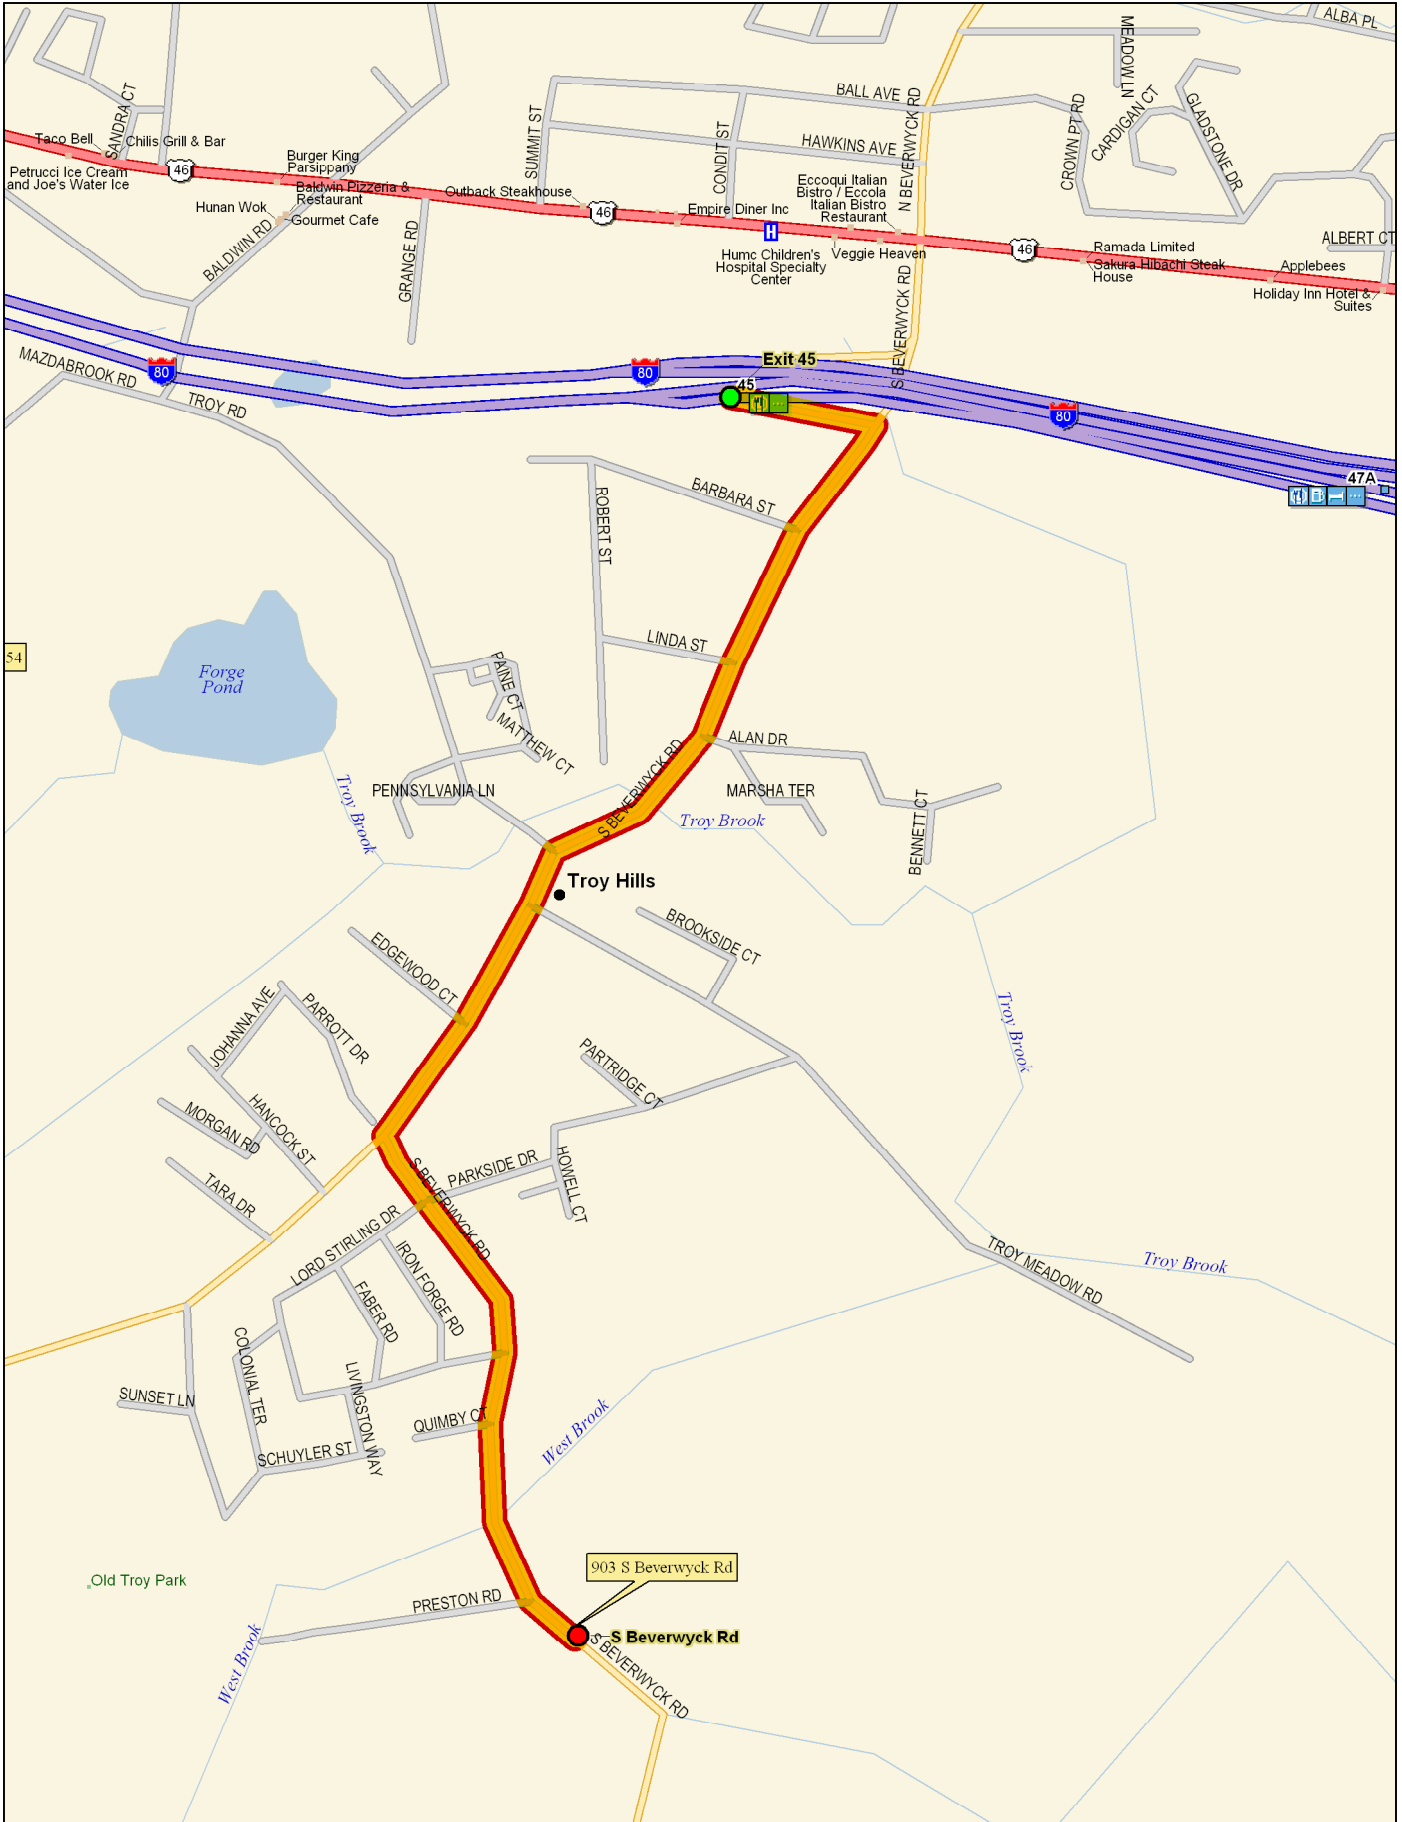 ALBA PL
MEADOW LN
SANDRA CT
BALL AVE
N BEVERWYCK RD
CROWN PT RD
CARDIGAN CT
GLADSTONE DR
SUMMIT ST
CONDIT ST
HAWKINS AVE
Taco Bell
Chilis Grill & Bar
46
Petrucci Ice Cream
and Joe's Water Ice
Burger King
Parsippany
Baldwin Pizzeria &
Restaurant
Hunan Wok
Gourmet Cafe
BALDWIN RD
GRANGE RD
Outback Steakhouse
46
Empire Diner Inc
H
Humc Children's
Hospital Specialty
Center
Eccoqui Italian
Bistro / Eccola
Italian Bistro
Restaurant
Veggie Heaven
46
Ramada Limited
Sakura Hibachi Steak
House
ALBERT CT
Applebees
Holiday Inn Hotel &
Suites
S BEVERWYCK RD
MAZDABROOK RD
80
TROY RD
80
Exit 45
45
80
47A
BARBARA ST
ROBERT ST
LINDA ST
54
Forge
Pond
PAINE CT
MATTHEW CT
PENNSYLVANIA LN
Troy Brook
S BEVERWYCK RD
ALAN DR
MARSHA TER
BENNETT CT
Troy Brook
Troy Hills
BROOKSIDE CT
EDGEWOOD CT
Troy Brook
JOHANNA AVE
PARROTT DR
HANCOCK ST
MORGAN RD
TARA DR
PARTRIDGE CT
PARKSIDE DR
HOWELL CT
S BEVERWYCK RD
LORD STIRLING DR
IRON FORGE RD
FABER RD
TROY MEADOW RD
Troy Brook
COLONIAL TER
LIVINGSTON WAY
SUNSET LN
QUIMBY CT
SCHUYLER ST
West Brook
903 S Beverwyck Rd
Old Troy Park
PRESTON RD
S Beverwyck Rd
S BEVERWYCK RD
West Brook